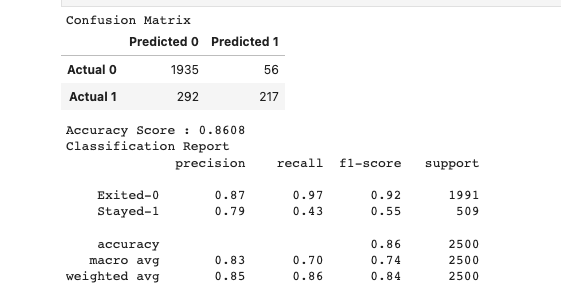 Confusion Matrix
Predicted 0 Predicted 1
Actual 0 1935 56
Actual 1 292 217
Accuracy Score : 0.8608
Classification Report
precision recall f1-score support
Exited-0 0.87 0.97 0.92 1991
Stayed-1 0.79 0.43 0.55 509
accuracy 0.86 2500
macro avg 0.83 0.70 0.74 2500
weighted avg 0.85 0.86 0.84 2500